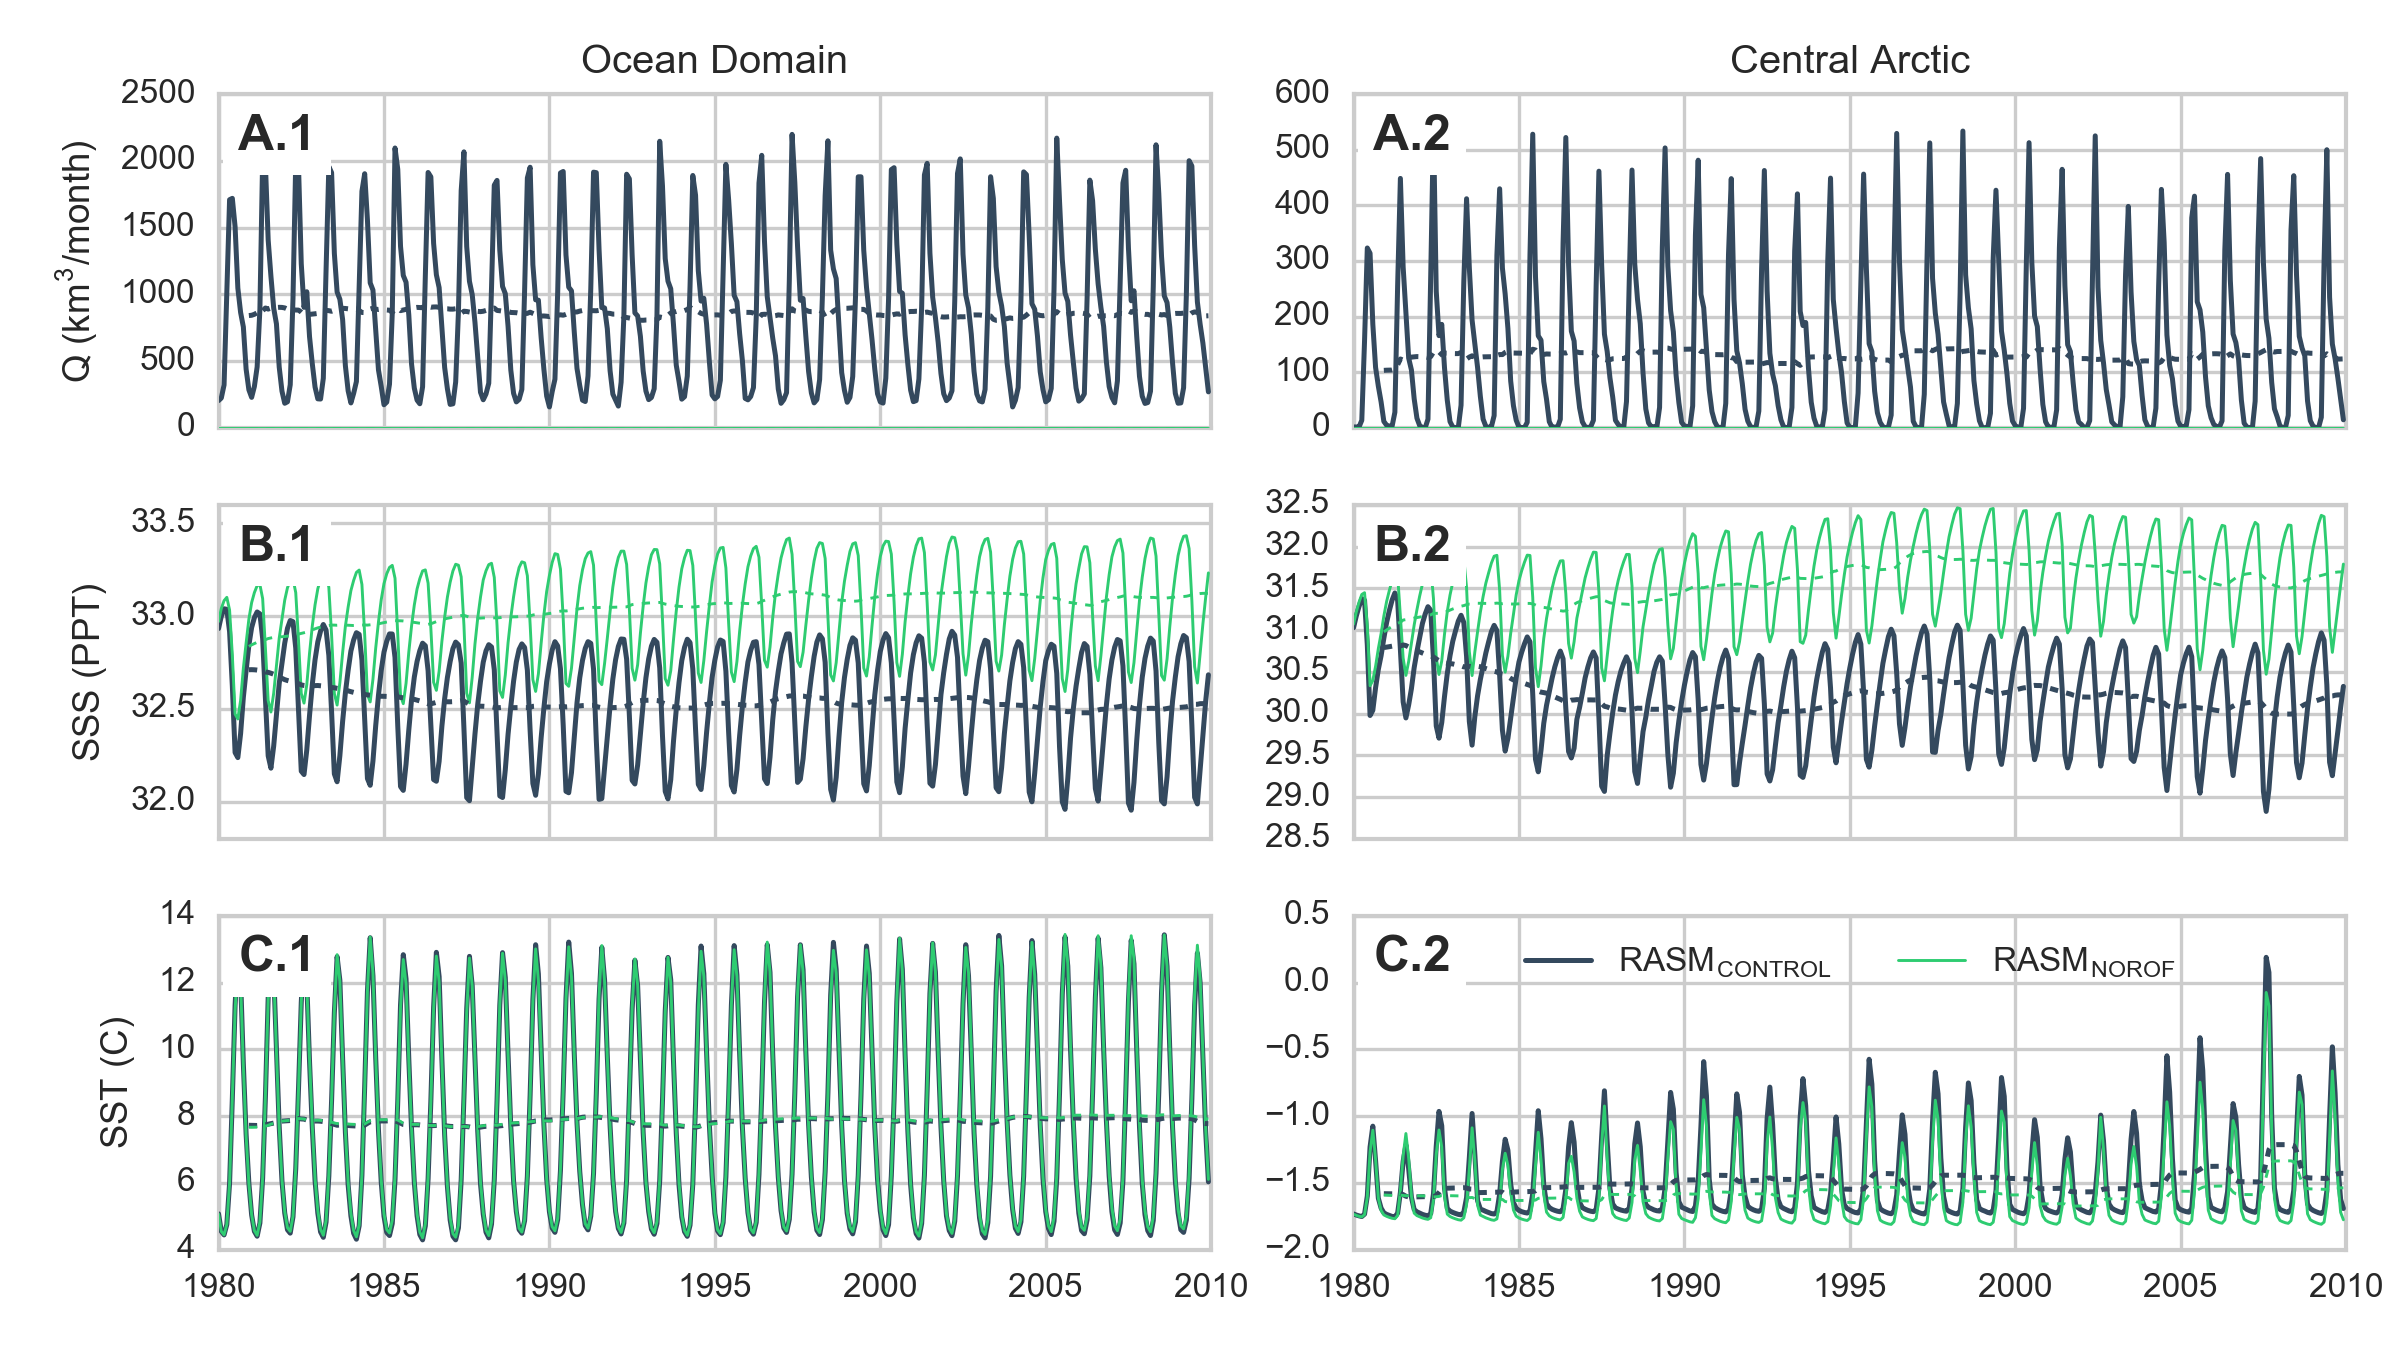 Ocean Domain
Central Arctic
A.1
Q (km³/month)
2500
2000
1500
1000
500
0
A.2
600
500
400
300
200
100
0
B.1
SSS (PPT)
33.5
33.0
32.5
32.0
B.2
32.5
32.0
31.5
31.0
30.5
30.0
29.5
29.0
28.5
C.1
SST (C)
14
12
10
8
6
4
1980 1985 1990 1995 2000 2005 2010
C.2
RASM_CONTROL RASM_NOROF
0.5
0.0
−0.5
−1.0
−1.5
−2.0
1980 1985 1990 1995 2000 2005 2010